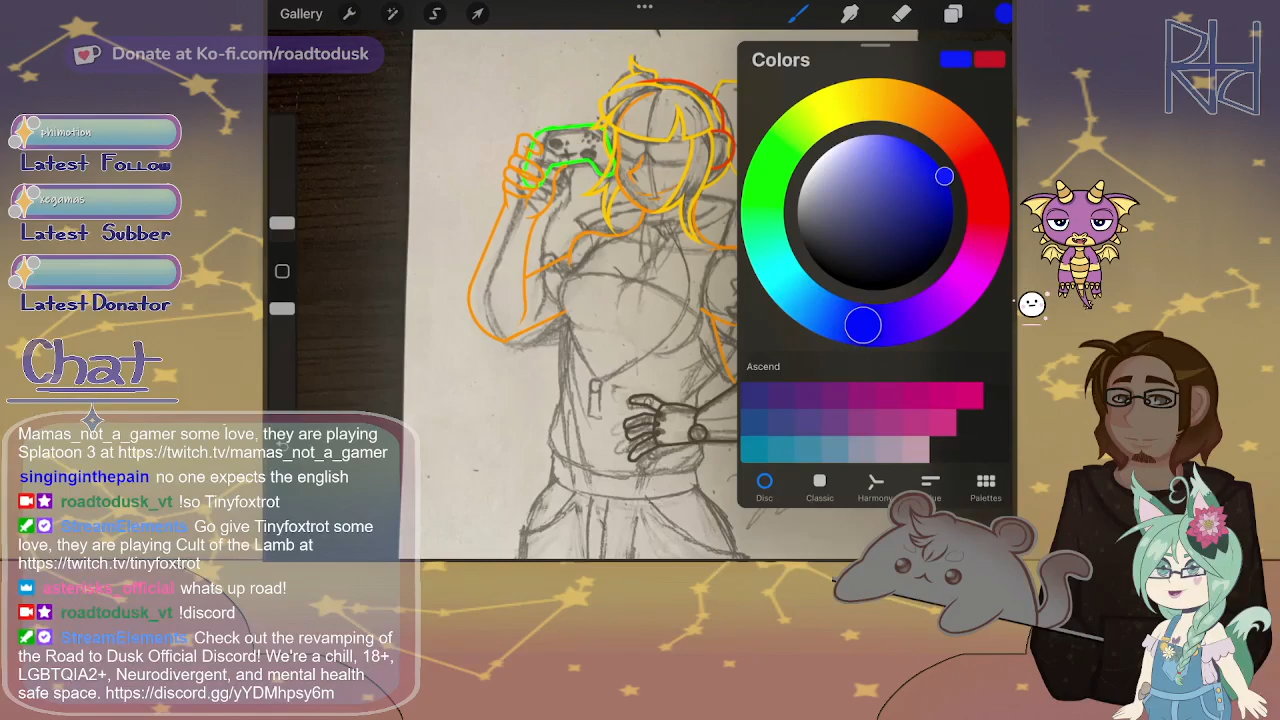 Donate at Ko-fi.com/roadtodusk
Gallery
Colors
phimotion
Latest Follow
Latest Subber
Latest Donator
Chat
Mamas_not_a_gamer some love, they are playing
Splatoon 3 at https://twitch.tv/mamas_not_a_gamer
singinginthepain no one expects the english
roadtodusk_vt !so Tinyfoxtrot
StreamElements Go give Tinyfoxtrot some
love, they are playing Cult of the Lamb at
https://twitch.tv/tinyfoxtrot
asterisks_official whats up road!
roadtodusk_vt !discord
StreamElements Check out the revamping of
the Road to Dusk Official Discord! We're a chill, 18+,
LGBTQIA2+, Neurodivergent, and mental health
safe space. https://discord.gg/yYDMhpsy6m
Ascend
Disc
Classic
Harmony
Palettes